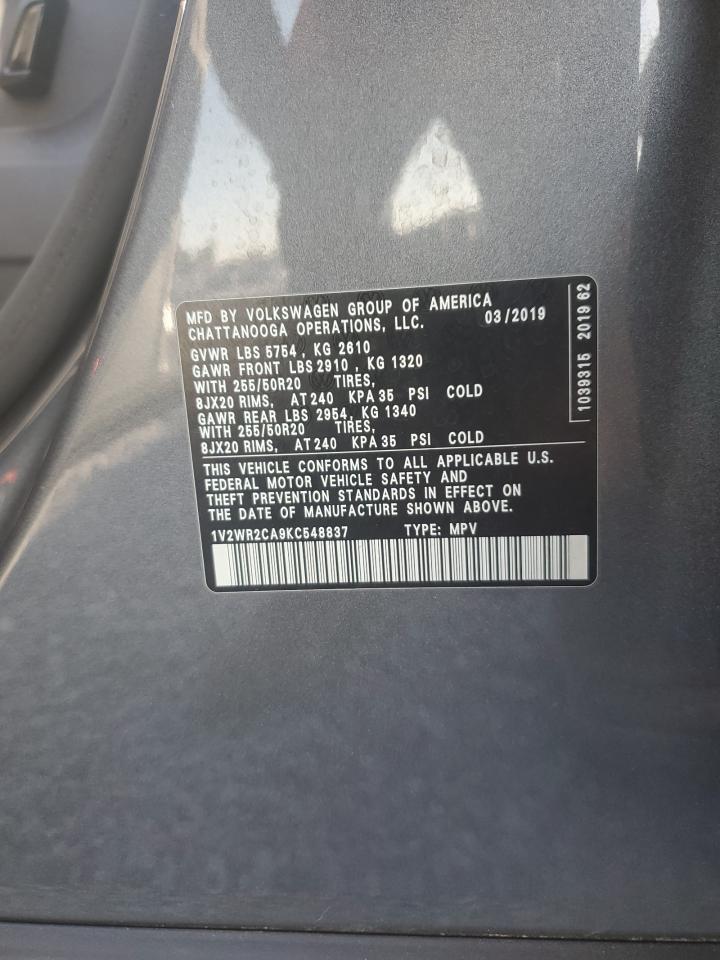 MFD BY VOLKSWAGEN GROUP OF AMERICA
CHATTANOOGA OPERATIONS, LLC. 03/2019
GVWR LBS 5754 , KG 2610
GAWR FRONT LBS 2910 , KG 1320
WITH 255/50R20 TIRES,
8JX20 RIMS, AT 240 KPA 35 PSI COLD
GAWR REAR LBS 2954, KG 1340
WITH 255/50R20 TIRES,
8JX20 RIMS, AT 240 KPA 35 PSI COLD
THIS VEHICLE CONFORMS TO ALL APPLICABLE U.S.
FEDERAL MOTOR VEHICLE SAFETY AND
THEFT PREVENTION STANDARDS IN EFFECT ON
THE DATE OF MANUFACTURE SHOWN ABOVE.
1V2WR2CA9KC548837 TYPE: MPV
1039315 2019 62